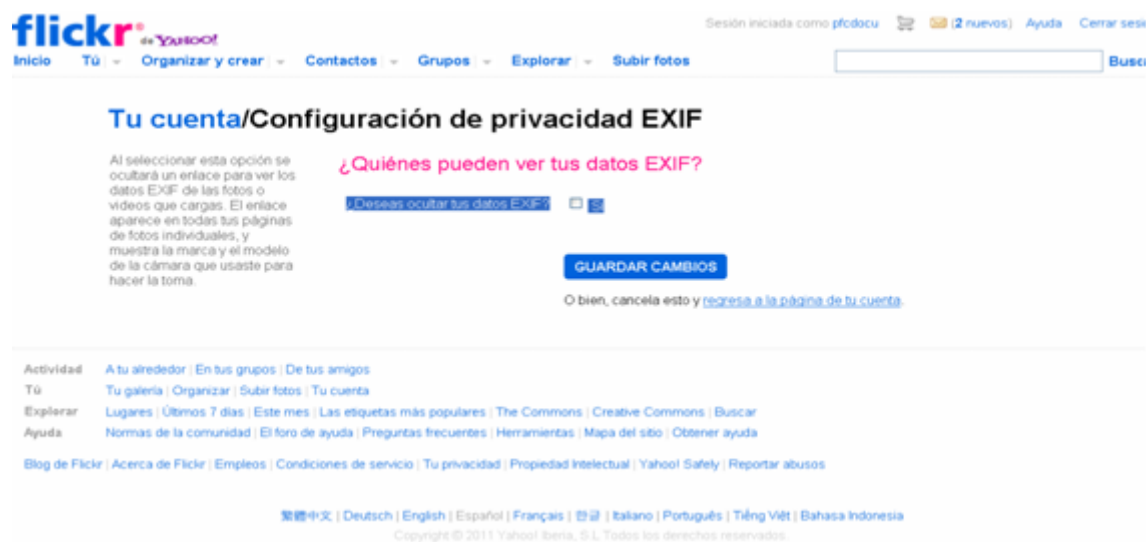 flickr de YAHOO!
Sesión iniciada como pfcdocu (2 nuevos) Ayuda Cerrar sesi
Inicio Tú Organizar y crear Contactos Grupos Explorar Subir fotos Busca
Tu cuenta/Configuración de privacidad EXIF
Al seleccionar esta opción se
ocultará un enlace para ver los
datos EXIF de las fotos o
videos que cargas. El enlace
aparece en todas tus páginas
de fotos individuales, y
muestra la marca y el modelo
de la cámara que usaste para
hacer la toma.
¿Quiénes pueden ver tus datos EXIF?
¿Deseas ocultar tus datos EXIF? Sí
GUARDAR CAMBIOS
O bien, cancela esto y regresa a la página de tu cuenta.
Actividad A tu alrededor | En tus grupos | De tus amigos
Tú Tu galería | Organizar | Subir fotos | Tu cuenta
Explorar Lugares | Últimos 7 días | Este mes | Las etiquetas más populares | The Commons | Creative Commons | Buscar
Ayuda Normas de la comunidad | El foro de ayuda | Preguntas frecuentes | Herramientas | Mapa del sitio | Obtener ayuda
Blog de Flickr | Acerca de Flickr | Empleos | Condiciones de servicio | Tu privacidad | Propiedad Intelectual | Yahoo! Safely | Reportar abusos
繁體中文 | Deutsch | English | Español | Français | 한글 | Italiano | Português | Tiếng Việt | Bahasa Indonesia
Copyright © 2011 Yahoo! Iberia, S.L. Todos los derechos reservados.